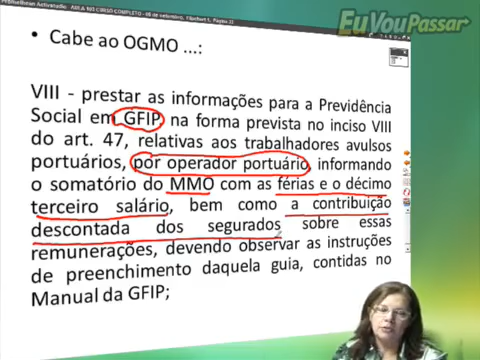 EuVouPassar
• Cabe ao OGMO ...:
VIII - prestar as informações para a Previdência
Social em GFIP, na forma prevista no inciso VIII
do art. 47, relativas aos trabalhadores avulsos
portuários, por operador portuário, informando
o somatório do MMO com as férias e o décimo
terceiro salário, bem como a contribuição
descontada dos segurados sobre essas
remunerações, devendo observar as instruções
de preenchimento daquela guia, contidas no
Manual da GFIP;